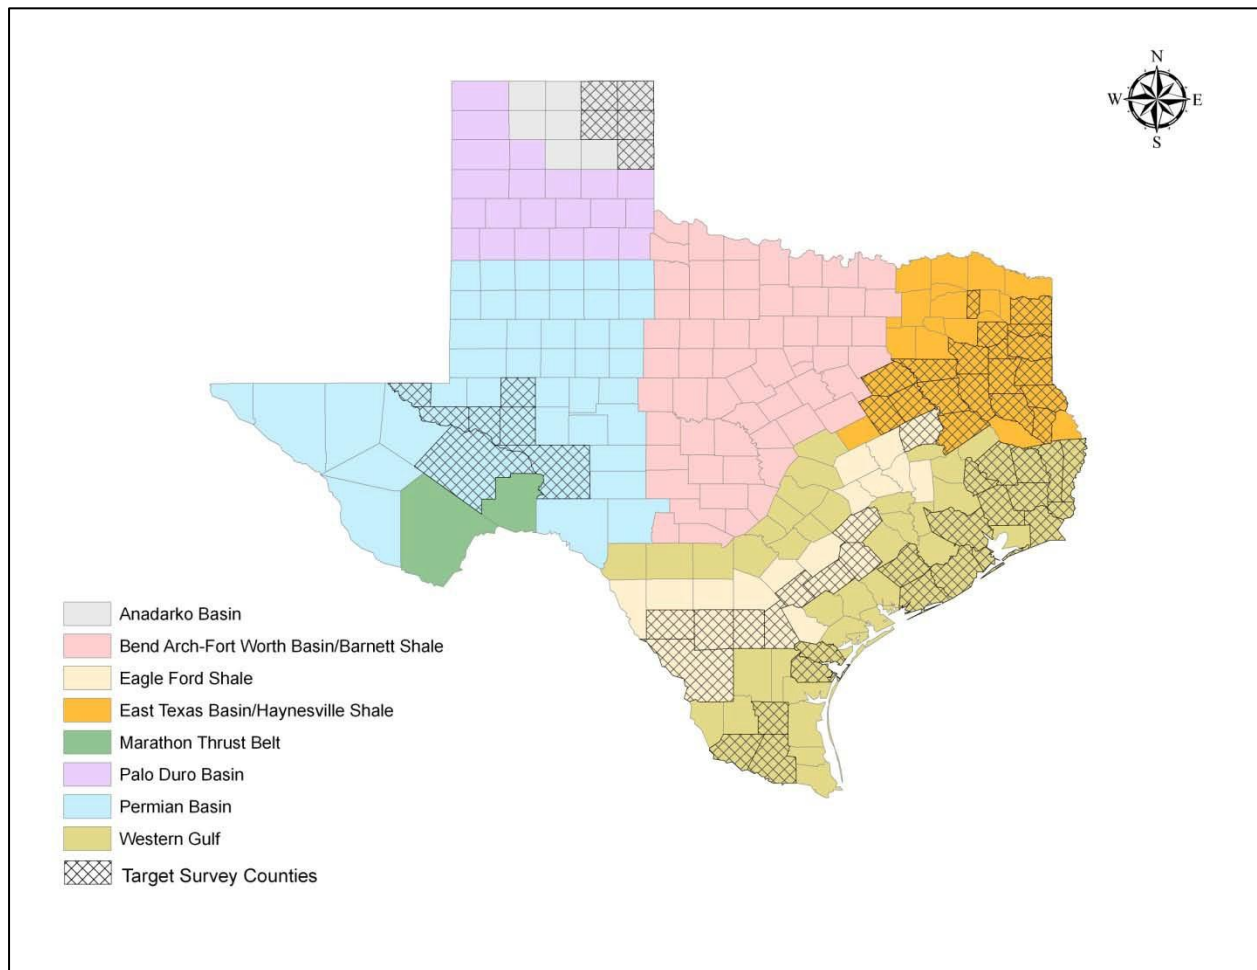 N
W E
S
Anadarko Basin
Bend Arch-Fort Worth Basin/Barnett Shale
Eagle Ford Shale
East Texas Basin/Haynesville Shale
Marathon Thrust Belt
Palo Duro Basin
Permian Basin
Western Gulf
Target Survey Counties